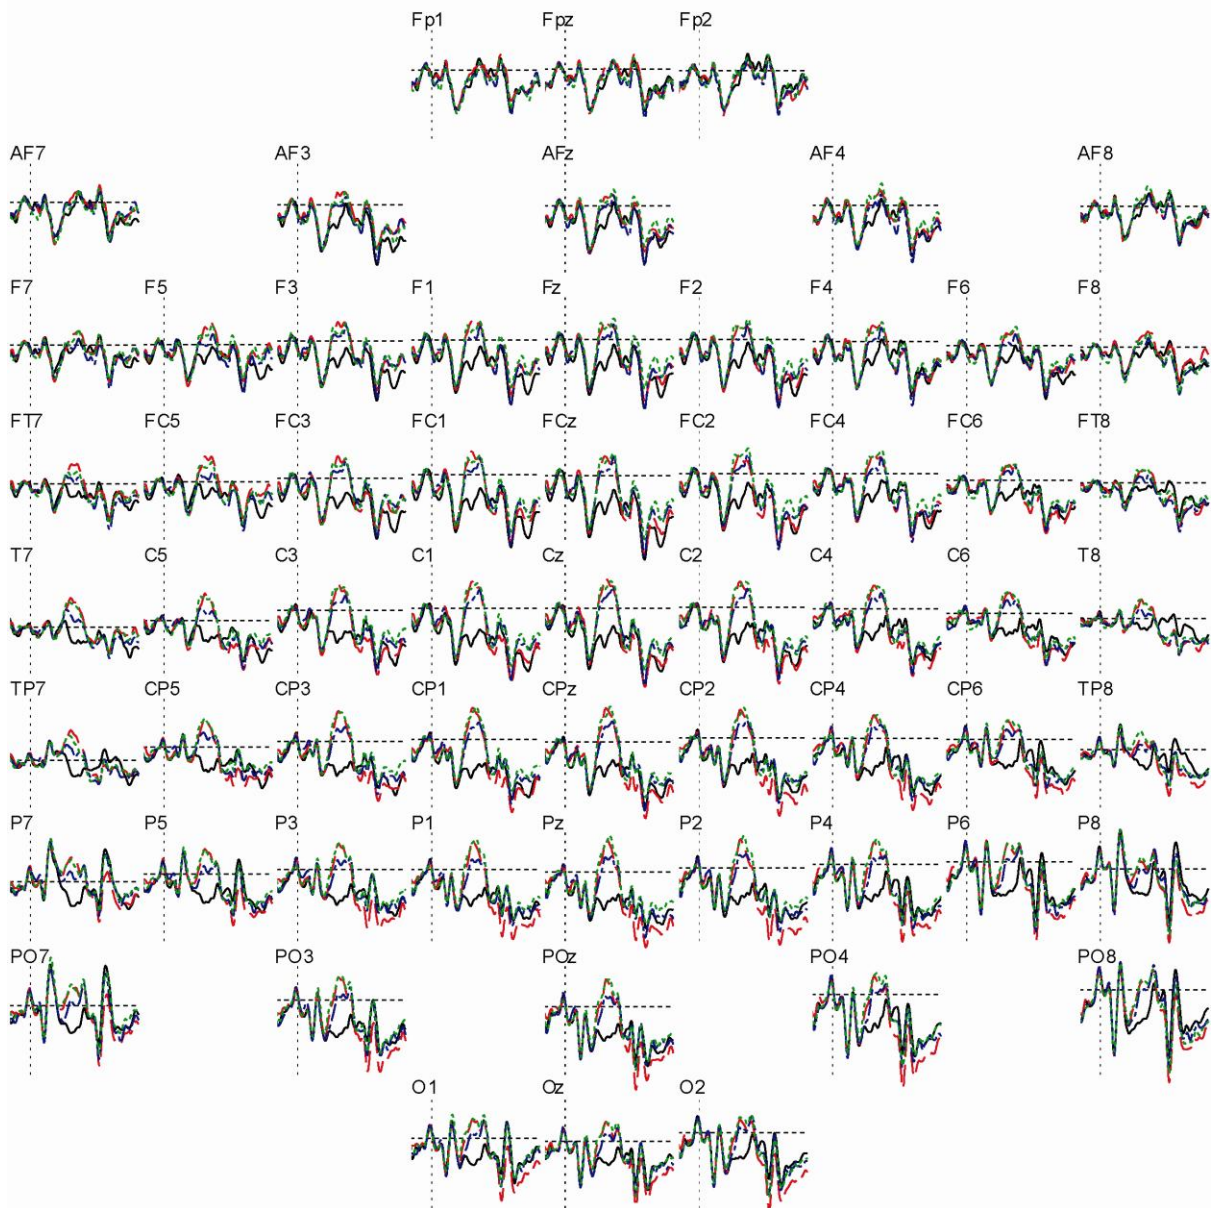 Fp1 Fpz Fp2
AF7 AF3 AFz AF4 AF8
F7 F5 F3 F1 Fz F2 F4 F6 F8
FT7 FC5 FC3 FC1 FCz FC2 FC4 FC6 FT8
T7 C5 C3 C1 Cz C2 C4 C6 T8
TP7 CP5 CP3 CP1 CPz CP2 CP4 CP6 TP8
P7 P5 P3 P1 Pz P2 P4 P6 P8
PO7 PO3 POz PO4 PO8
O1 Oz O2